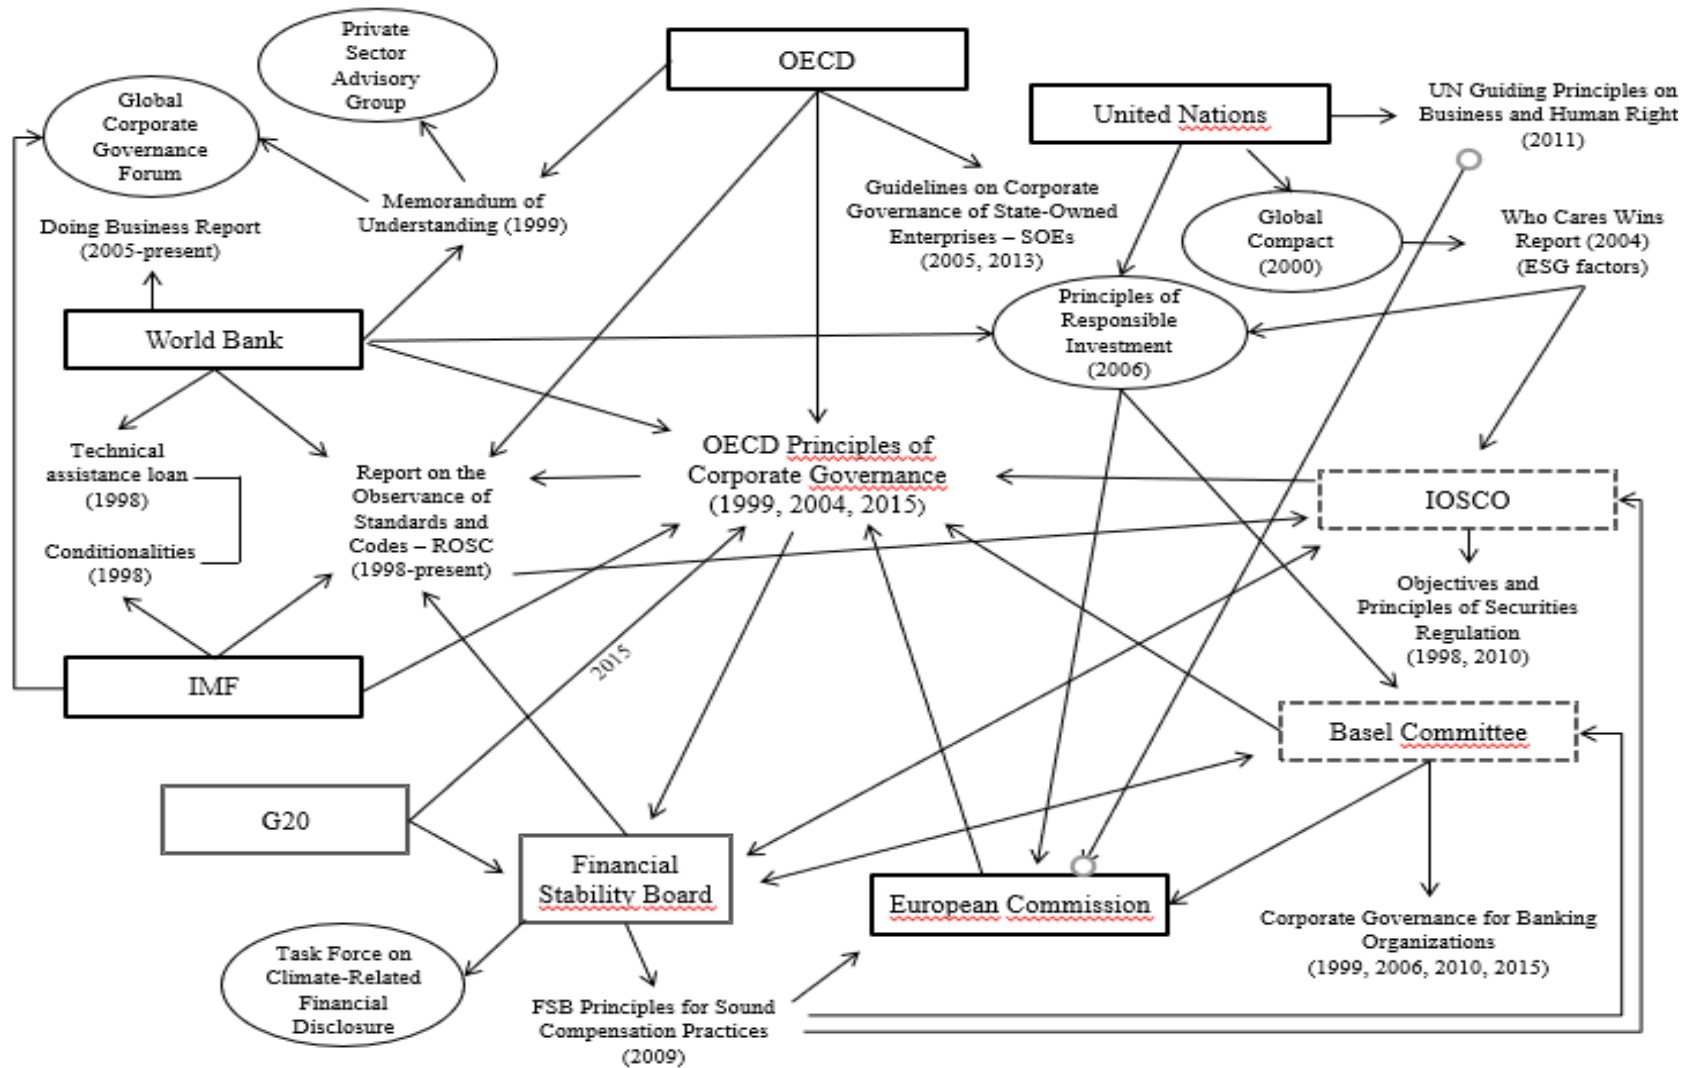 Private
Sector
Advisory
Group
OECD
Global
Corporate
Governance
Forum
United Nations
UN Guiding Principles on
Business and Human Right
(2011)
Memorandum of
Understanding (1999)
Guidelines on Corporate
Governance of State-Owned
Enterprises – SOEs
(2005, 2013)
Global
Compact
(2000)
Who Cares Wins
Report (2004)
(ESG factors)
Doing Business Report
(2005-present)
World Bank
Principles of
Responsible
Investment
(2006)
Technical
assistance loan
(1998)
Conditionalities
(1998)
Report on the
Observance of
Standards and
Codes – ROSC
(1998-present)
OECD Principles of
Corporate Governance
(1999, 2004, 2015)
IOSCO
Objectives and
Principles of Securities
Regulation
(1998, 2010)
IMF
2015
Basel Committee
G20
Financial
Stability Board
European Commission
Corporate Governance for Banking
Organizations
(1999, 2006, 2010, 2015)
Task Force on
Climate-Related
Financial
Disclosure
FSB Principles for Sound
Compensation Practices
(2009)